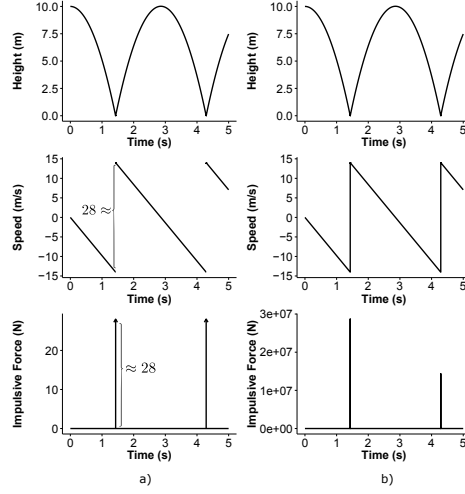 Height (m)
10.0
7.5
5.0
2.5
0.0
0 1 2 3 4 5
Time (s)
Height (m)
10.0
7.5
5.0
2.5
0.0
0 1 2 3 4 5
Time (s)
Speed (m/s)
15
10
5
0
−5
−10
−15
28 ≈
0 1 2 3 4 5
Time (s)
Speed (m/s)
15
10
5
0
−5
−10
−15
0 1 2 3 4 5
Time (s)
Impulsive Force (N)
20
10
0
≈ 28
0 1 2 3 4 5
Time (s)
Impulsive Force (N)
3e+07
2e+07
1e+07
0e+00
0 1 2 3 4 5
Time (s)
a)
b)